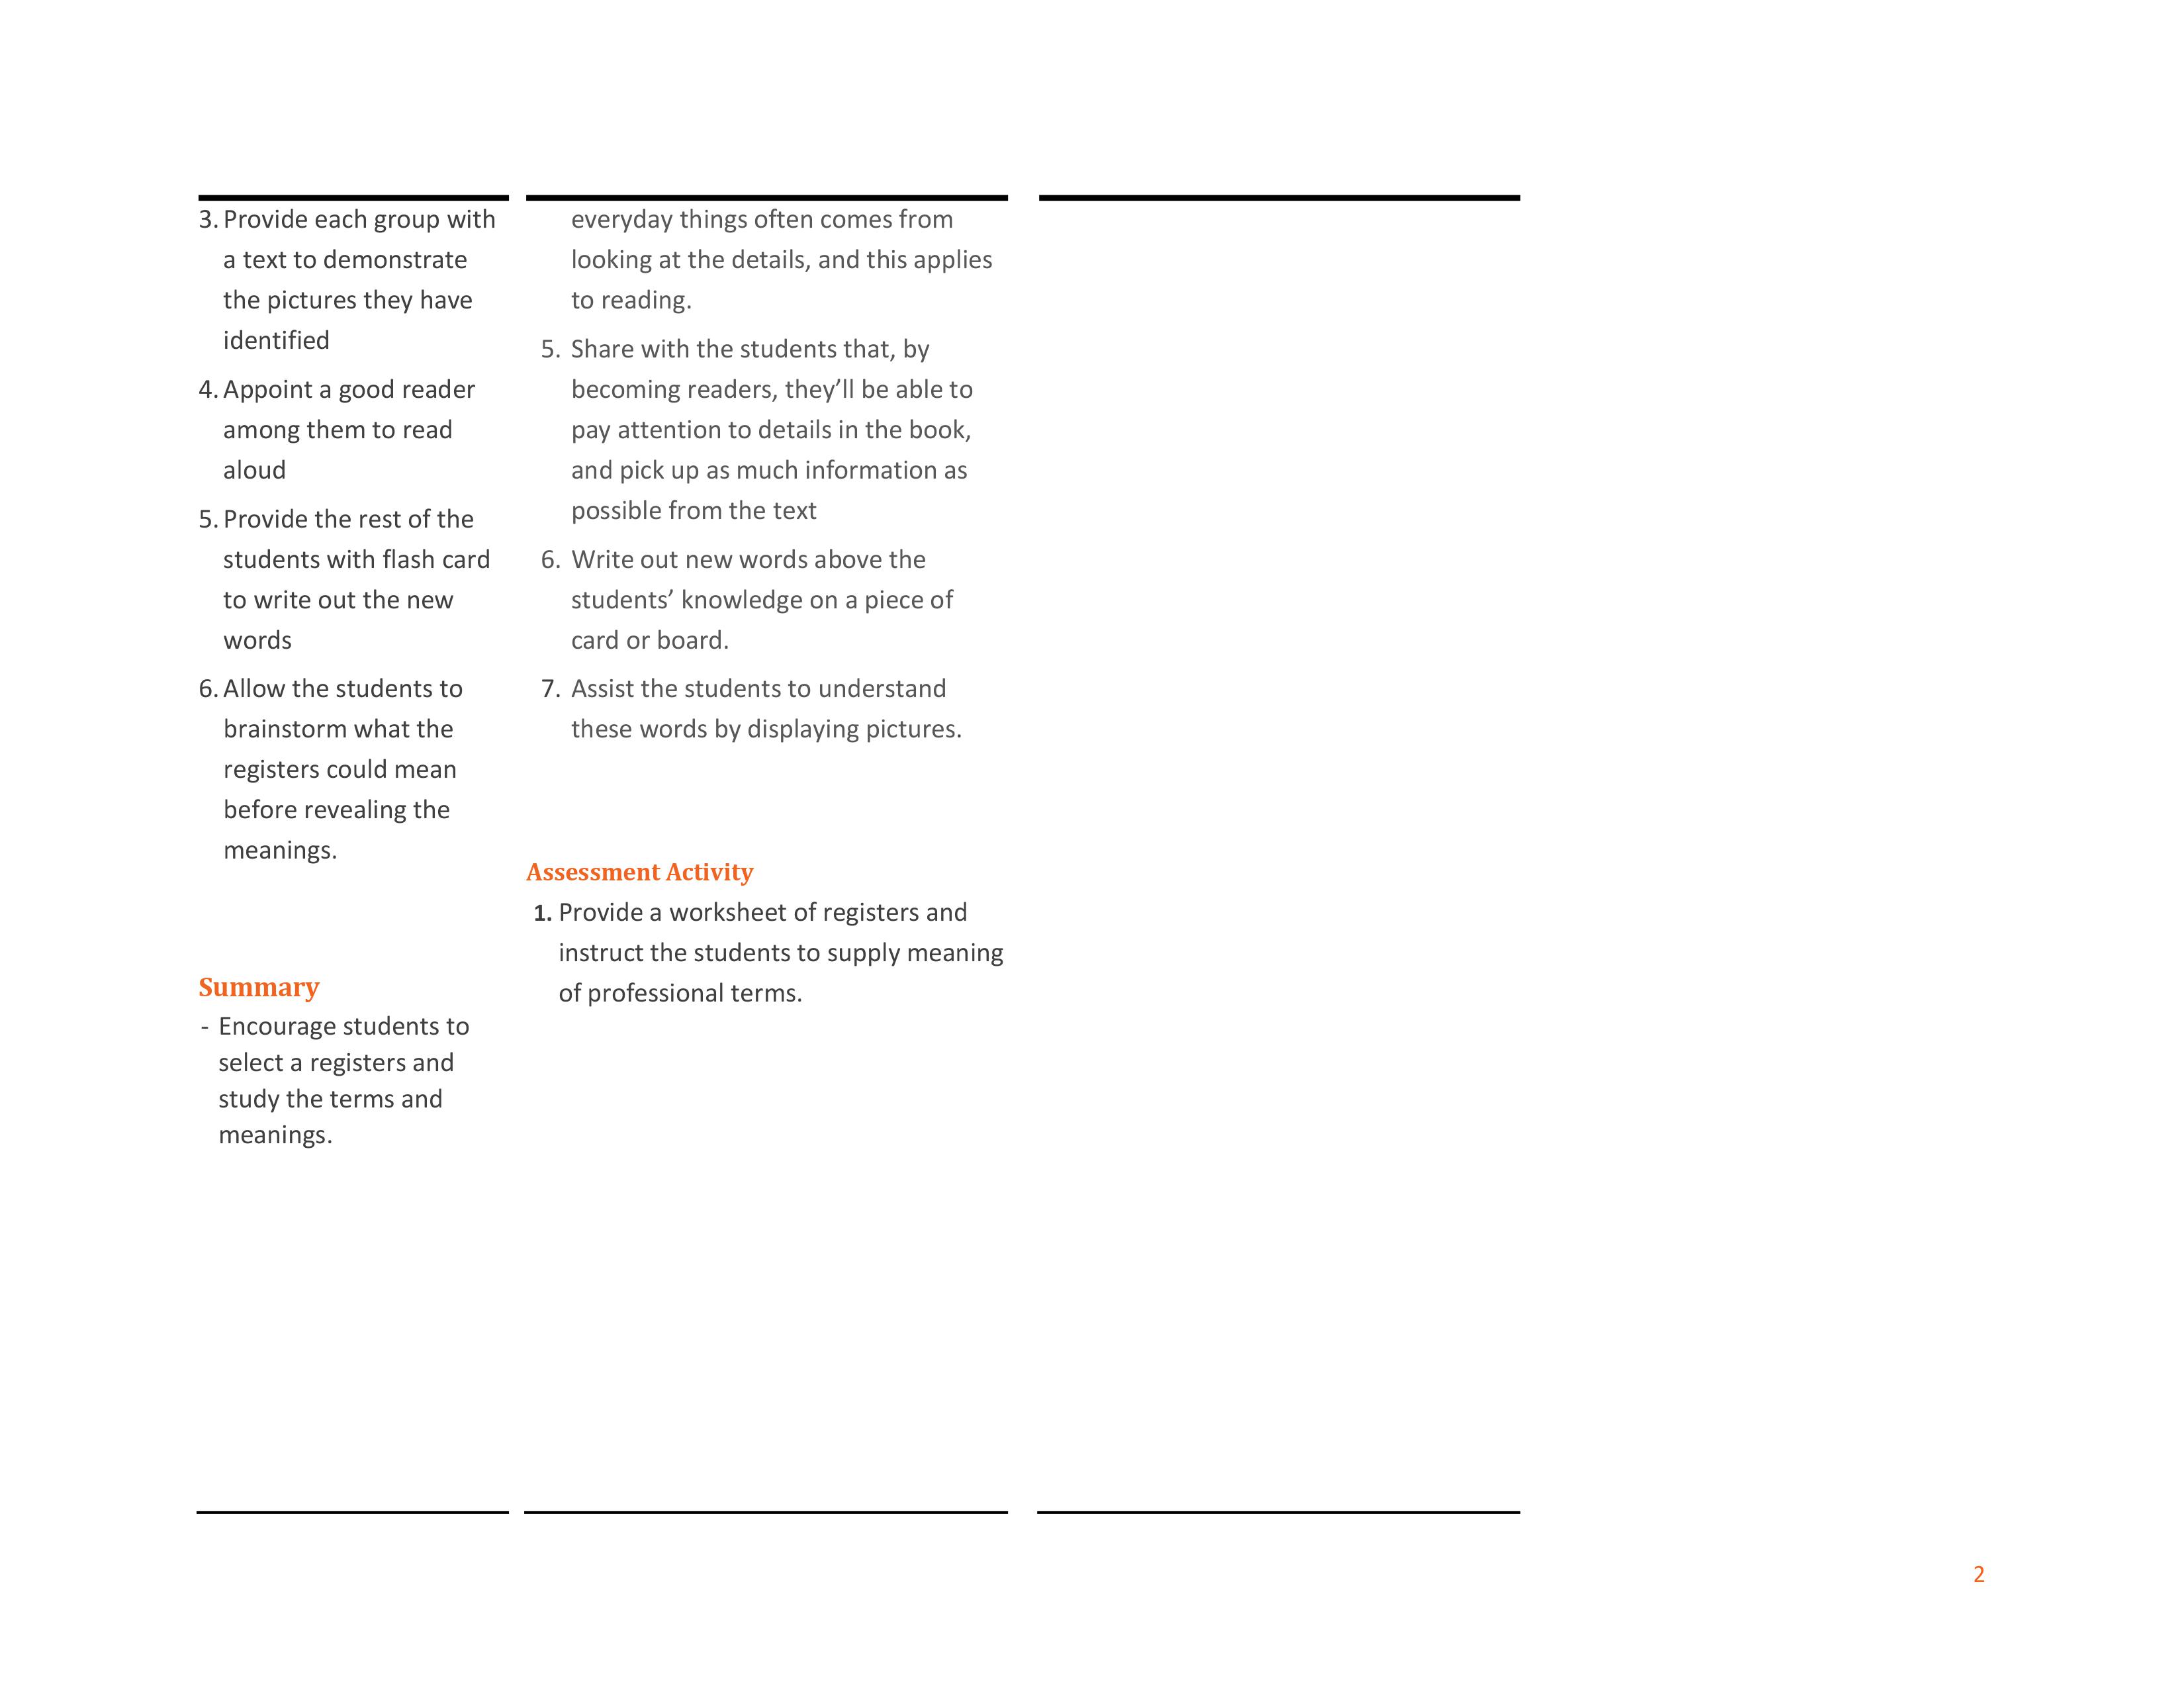 3. Provide each group with
a text to demonstrate
the pictures they have
identified
4. Appoint a good reader
among them to read
aloud
5. Provide the rest of the
students with flash card
to write out the new
words
6. Allow the students to
brainstorm what the
registers could mean
before revealing the
meanings.
Summary
- Encourage students to
select a registers and
study the terms and
meanings.
everyday things often comes from
looking at the details, and this applies
to reading.
5. Share with the students that, by
becoming readers, they’ll be able to
pay attention to details in the book,
and pick up as much information as
possible from the text
6. Write out new words above the
students’ knowledge on a piece of
card or board.
7. Assist the students to understand
these words by displaying pictures.
Assessment Activity
1. Provide a worksheet of registers and
instruct the students to supply meaning
of professional terms.
2